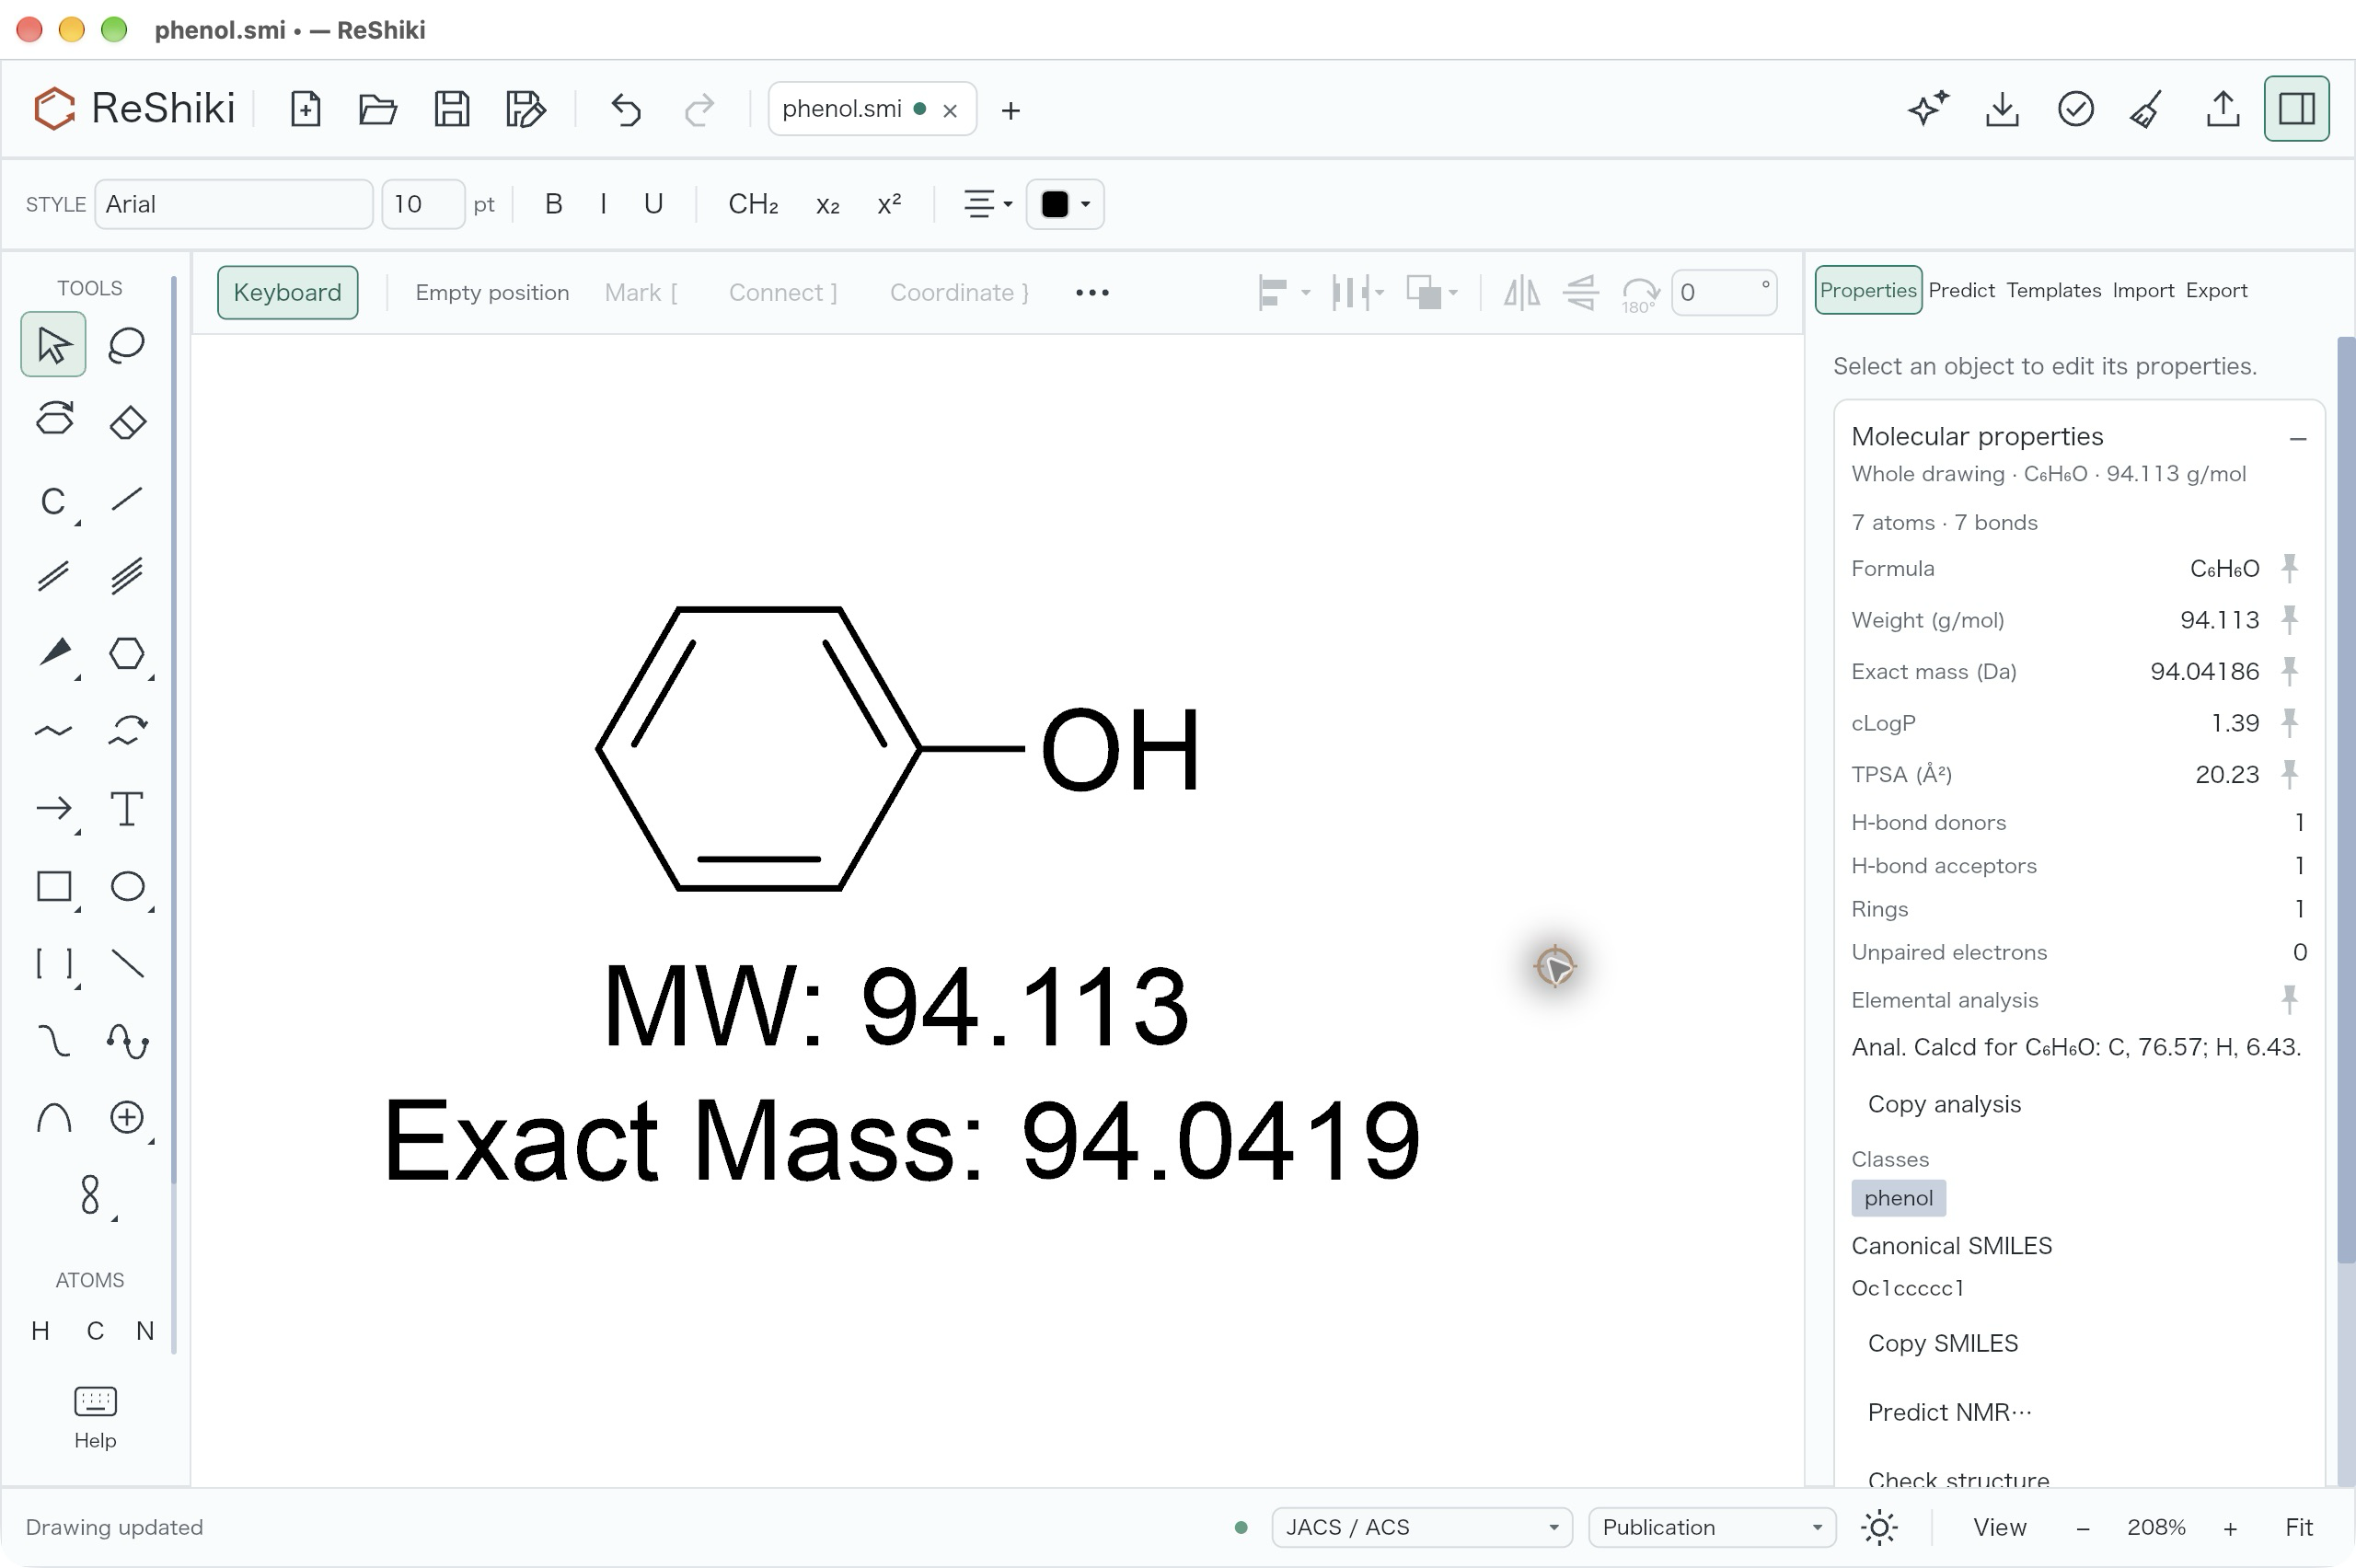 phenol.smi • — ReShiki
ReShiki
phenol.smi ● × +
STYLE Arial 10 pt B I U CH₂ x₂ x²
TOOLS
Keyboard Empty position Mark [ Connect ] Coordinate } ••• 180° 0 °
Properties Predict Templates Import Export
C
T
[ ]
ATOMS
H C N
Help
OH
MW: 94.113
Exact Mass: 94.0419
Select an object to edit its properties.
Molecular properties –
Whole drawing · C₆H₆O · 94.113 g/mol
7 atoms · 7 bonds
Formula C₆H₆O
Weight (g/mol) 94.113
Exact mass (Da) 94.04186
cLogP 1.39
TPSA (Å²) 20.23
H-bond donors 1
H-bond acceptors 1
Rings 1
Unpaired electrons 0
Elemental analysis
Anal. Calcd for C₆H₆O: C, 76.57; H, 6.43.
Copy analysis
Classes
phenol
Canonical SMILES
Oc1ccccc1
Copy SMILES
Predict NMR…
Check structure
Drawing updated
JACS / ACS Publication View – 208% + Fit